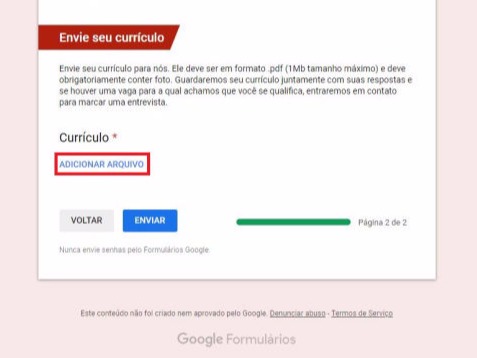 Envie seu currículo
Envie seu currículo para nós. Ele deve ser em formato .pdf (1Mb tamanho máximo) e deve
obrigatoriamente conter foto. Guardaremos seu currículo juntamente com suas respostas e
se houver uma vaga para a qual achamos que você se qualifica, entraremos em contato
para marcar uma entrevista.
Currículo *
ADICIONAR ARQUIVO
VOLTAR ENVIAR Página 2 de 2
Nunca envie senhas pelo Formulários Google
Este conteúdo não foi criado nem aprovado pelo Google. Denunciar abuso - Termos de Serviço
Google Formulários